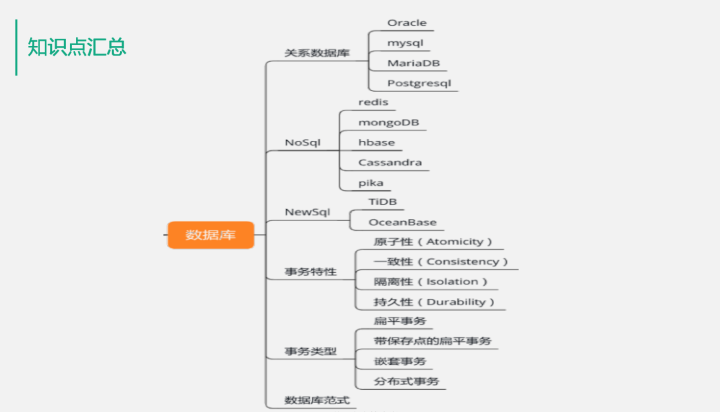 知识点汇总
数据库
关系数据库
Oracle
mysql
MariaDB
Postgresql
NoSql
redis
mongoDB
hbase
Cassandra
pika
NewSql
TiDB
OceanBase
事务特性
原子性（Atomicity）
一致性（Consistency）
隔离性（Isolation）
持久性（Durability）
事务类型
扁平事务
带保存点的扁平事务
嵌套事务
分布式事务
数据库范式